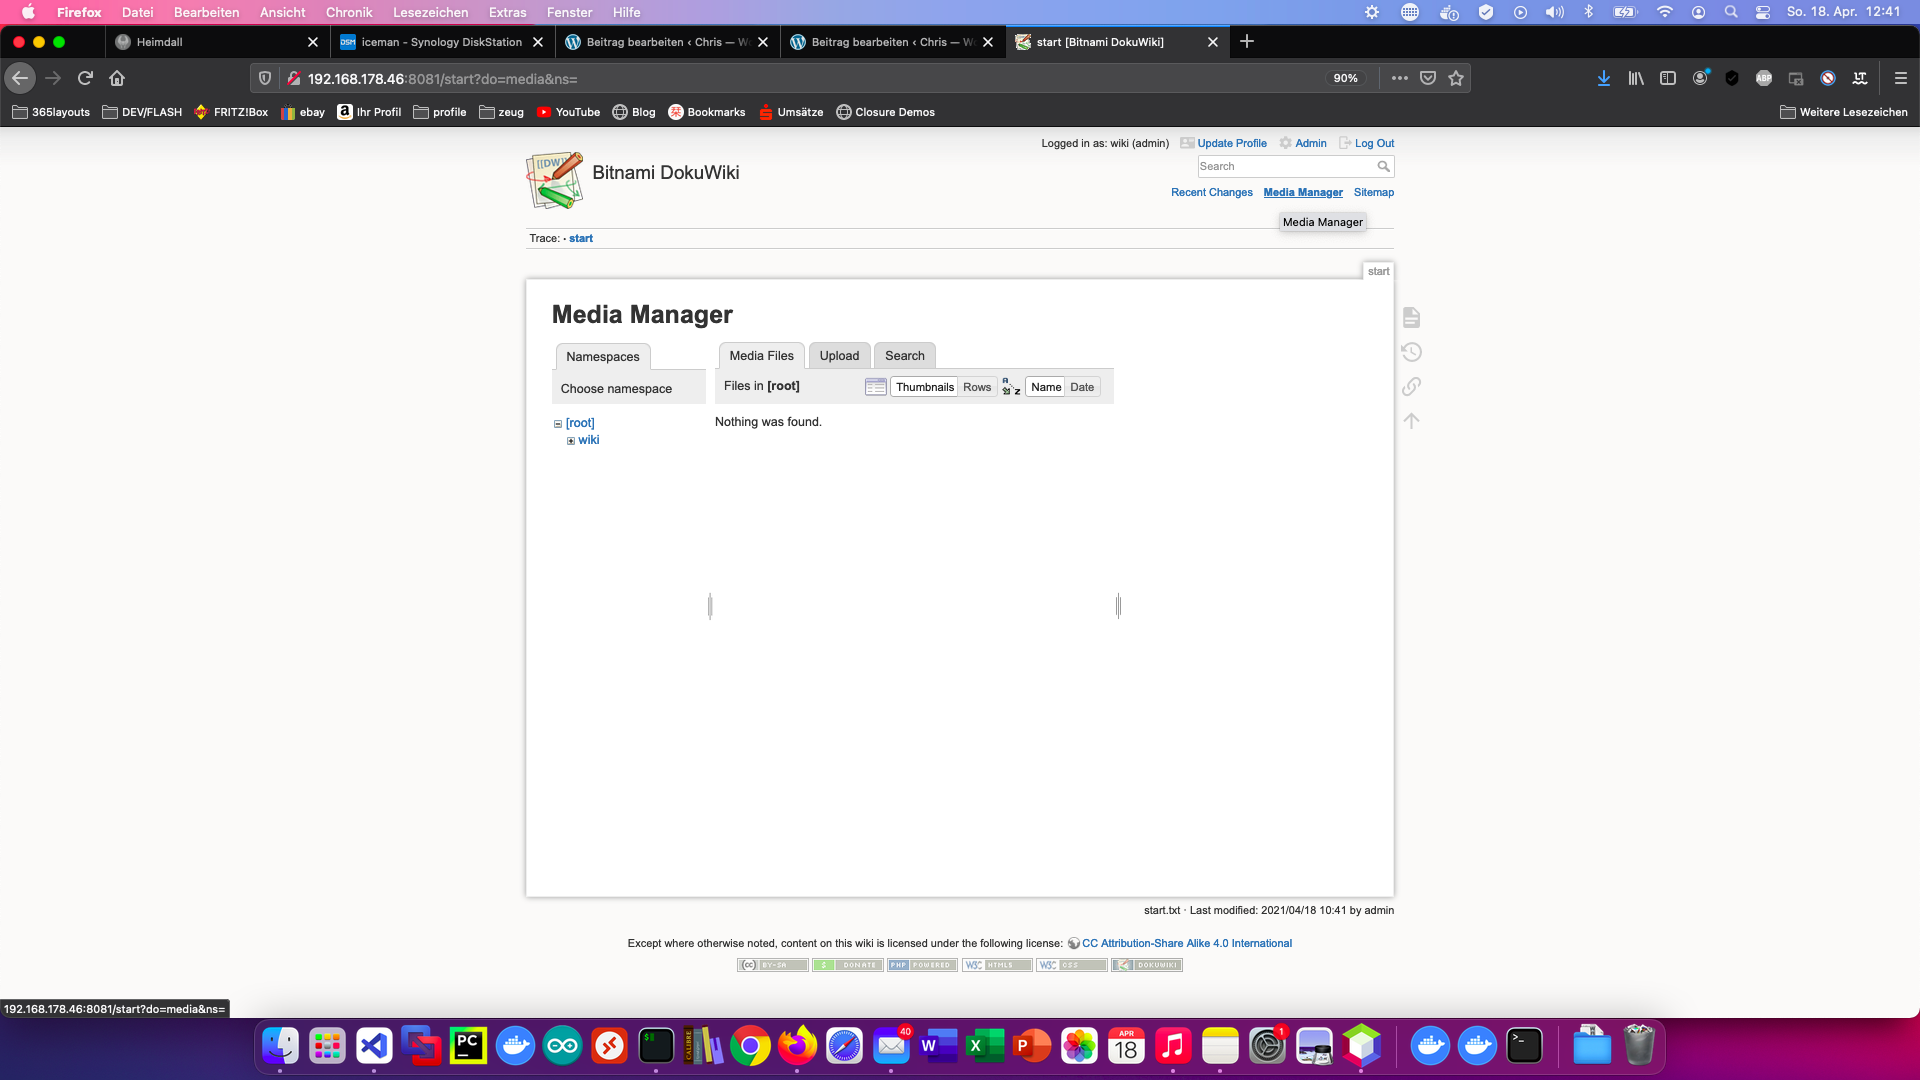 Firefox Datei Bearbeiten Ansicht Chronik Lesezeichen Extras Fenster Hilfe So. 18. Apr. 12:41
Heimdall
DSM iceman - Synology DiskStation
Beitrag bearbeiten ‹ Chris — W
Beitrag bearbeiten ‹ Chris — W
start [Bitnami DokuWiki]
192.168.178.46:8081/start?do=media&ns= 90%
ABP
365layouts DEV/FLASH FRITZ!Box ebay Ihr Profil profile zeug YouTube Blog Bookmarks Umsätze Closure Demos Weitere Lesezeichen
Logged in as: wiki (admin) Update Profile Admin Log Out
[[DW]] Bitnami DokuWiki
Search
Recent Changes Media Manager Sitemap
Media Manager
Trace: • start
start
Media Manager
Namespaces
Media Files Upload Search
Choose namespace
Files in [root] Thumbnails Rows A Z Name Date
[root]
wiki
Nothing was found.
start.txt · Last modified: 2021/04/18 10:41 by admin
Except where otherwise noted, content on this wiki is licensed under the following license: CC Attribution-Share Alike 4.0 International
(cc) BY-SA $ DONATE PHP POWERED W3C HTML5 W3C CSS DOKUWIKI
192.168.178.46:8081/start?do=media&ns=
PC
$
CALIBRE
40
W
X
P
APR
18
1
>_